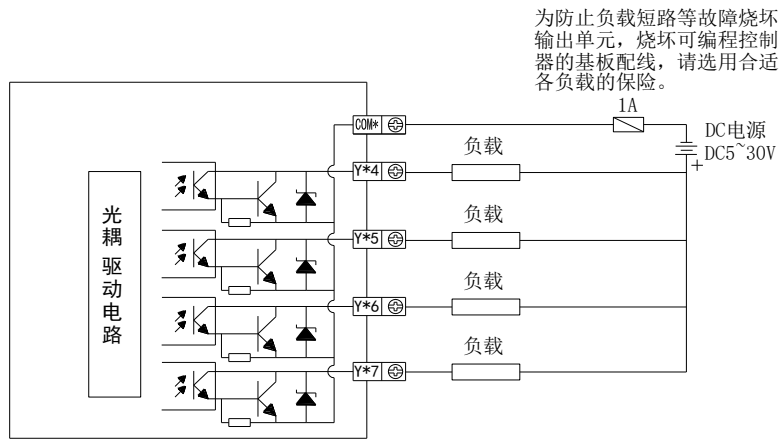 为防止负载短路等故障烧坏
输出单元，烧坏可编程控制
器的基板配线，请选用合适
各负载的保险。
1A
COM*
DC电源
DC5~30V
+
负载
Y*4
负载
Y*5
负载
Y*6
负载
Y*7
光耦 驱动电路